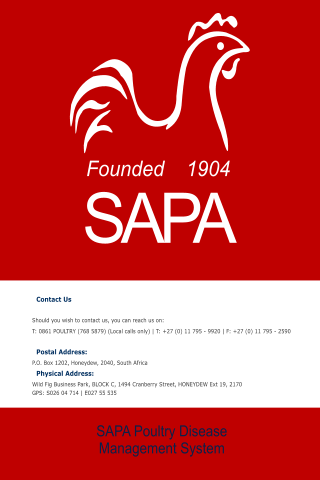 Founded 1904
SAPA
Contact Us
Should you wish to contact us, you can reach us on:
T: 0861 POULTRY (768 5879) (Local calls only) | T: +27 (0) 11 795 - 9920 | F: +27 (0) 11 795 - 2590
Postal Address:
P.O. Box 1202, Honeydew, 2040, South Africa
Physical Address:
Wild Fig Business Park, BLOCK C, 1494 Cranberry Street, HONEYDEW Ext 19, 2170
GPS: S026 04 714 | E027 55 535
SAPA Poultry Disease
Management System